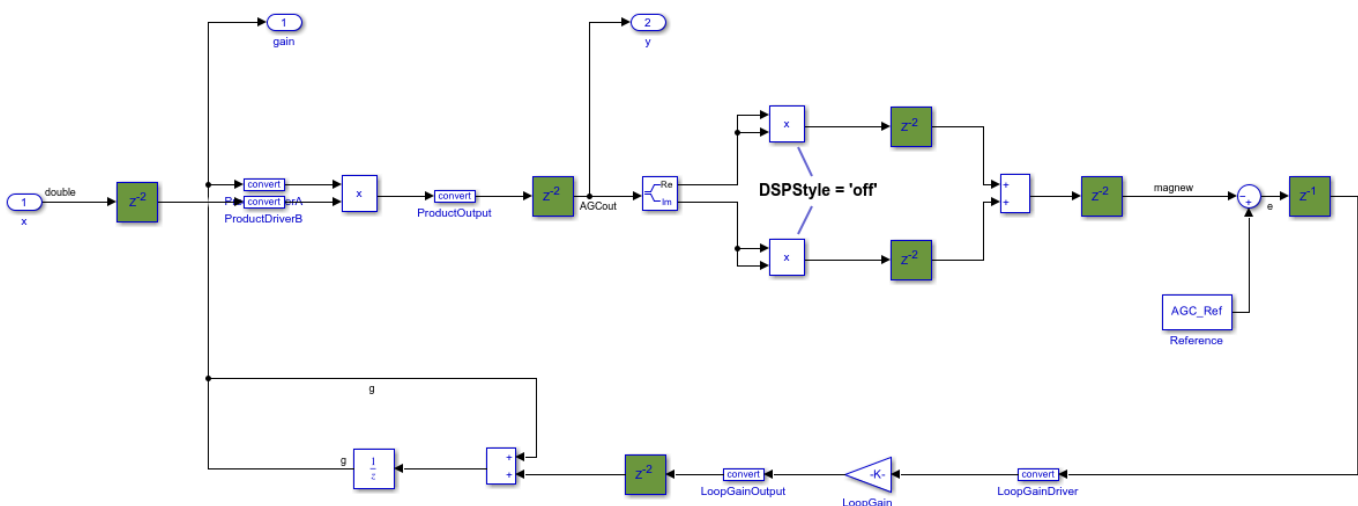 1
gain
2
y
x
Z-2
Z-2
Re
Im
DSPStyle = 'off'
1
x
double
Z-2
convert
convert
ProductDriverB
x
convert
ProductOutput
Z-2
AGCout
x
Z-2
+
+
Z-2
magnew
−
+
e
Z-1
AGC_Ref
Reference
g
g
1
z
+
+
Z-2
convert
LoopGainOutput
-K-
LoopGain
convert
LoopGainDriver